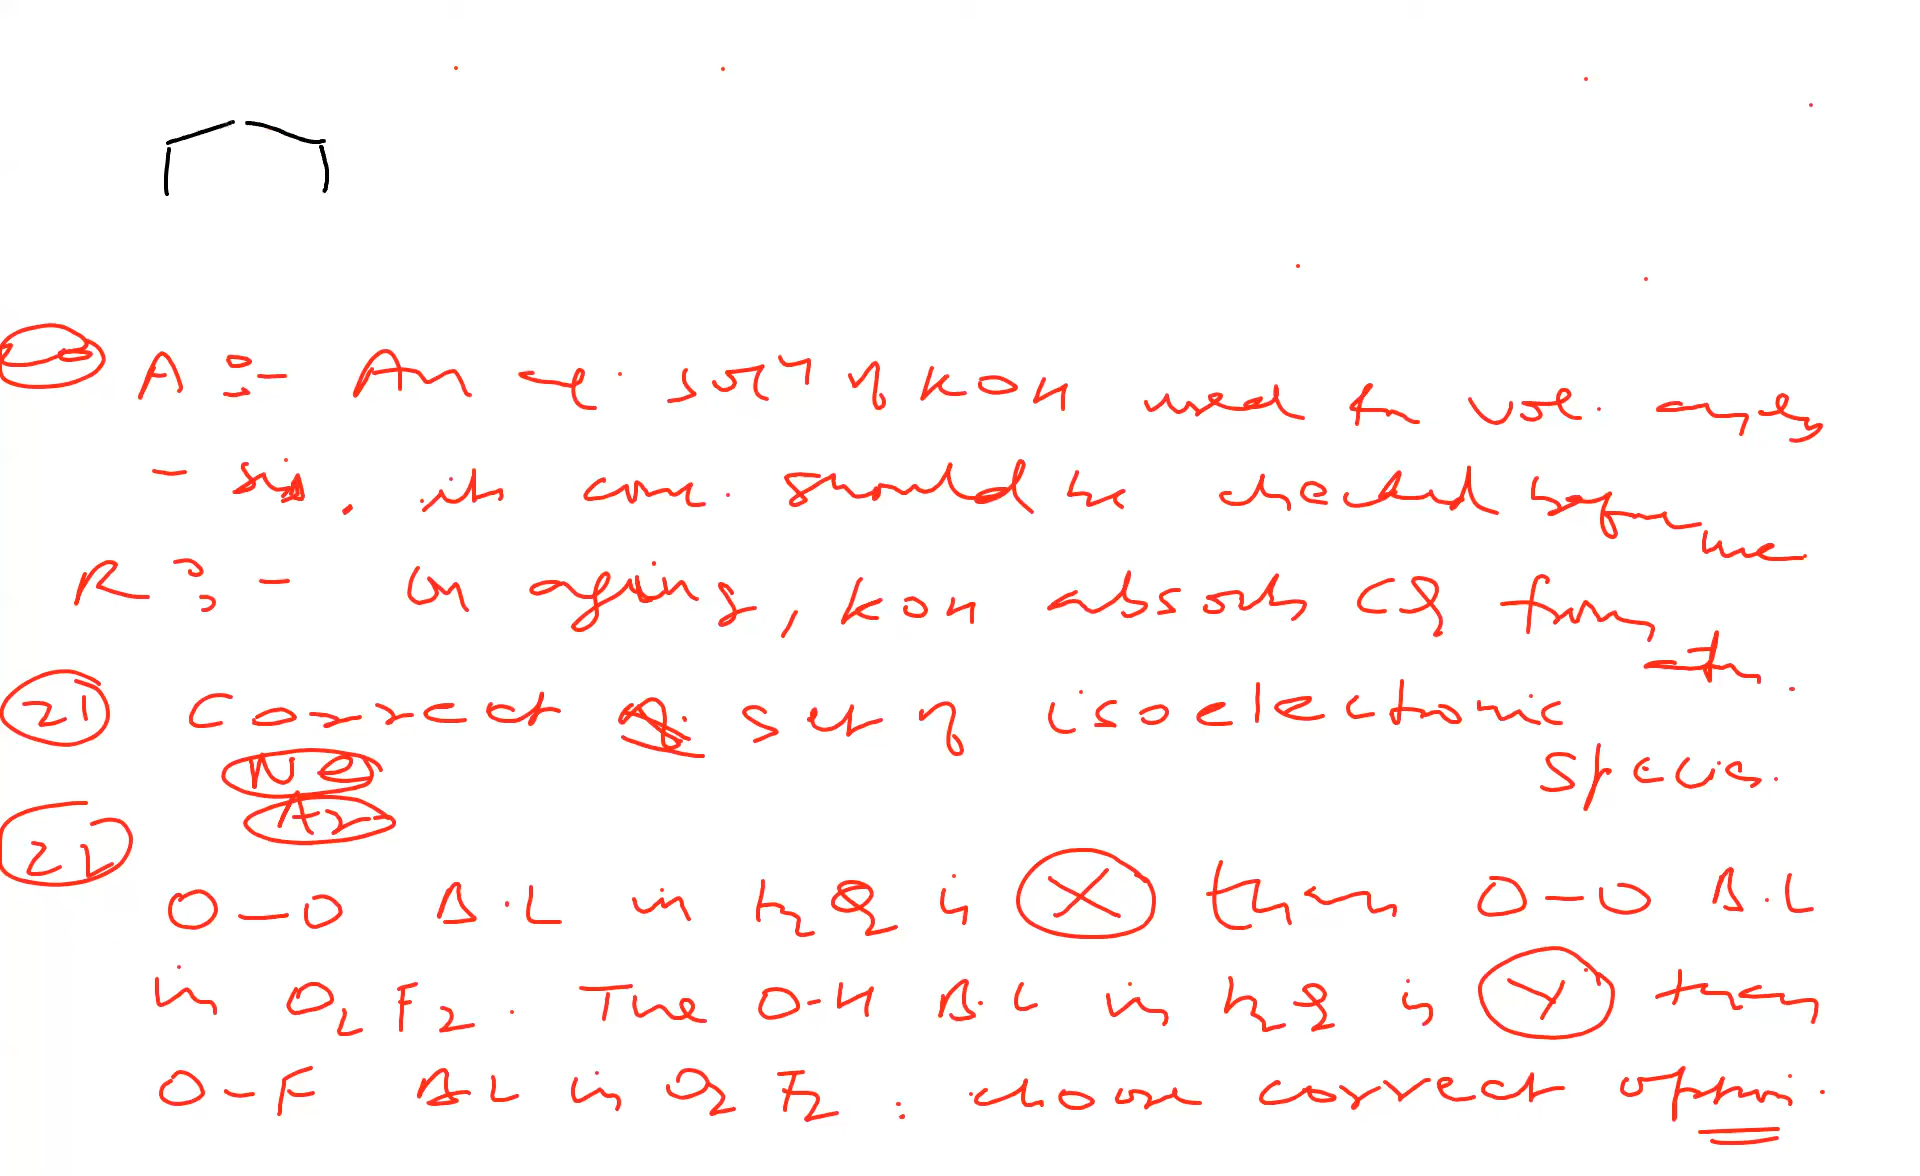 20 A :- An aq. solⁿ of KOH used for vol. analy
- sis, its conc. should be checked before use
R :- On ageing, KOH absorbs CO2 from atm.
21 Correct set of isoelectronic species.
Ne
Ar
22
O-O B.L in H2O2 is X than O-O B.L
in O2F2. The O-H B.L in H2O2 is Y than
O-F BL in O2F2. choose correct option.